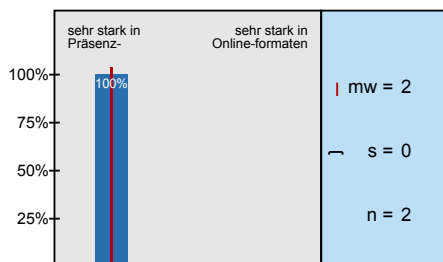 sehr stark in
Präsenz-
sehr stark in
Online-formaten
100%
75%
50%
25%
100%
mw = 2
s = 0
n = 2